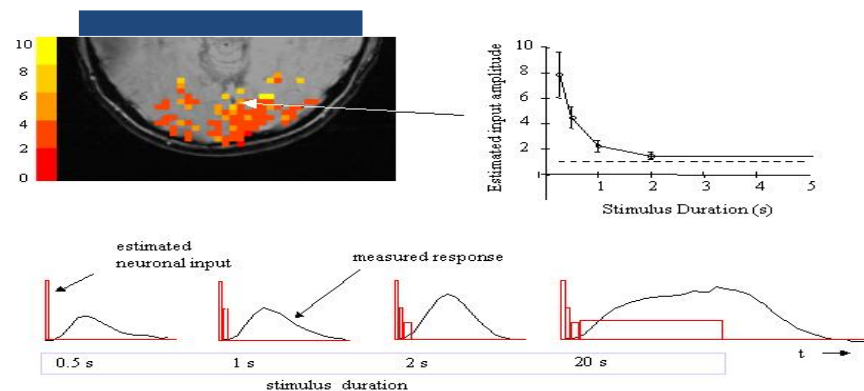 10
8
6
4
2
0
Estimated input amplitude
10
8
6
4
2
1
1 2 3 4 5
Stimulus Duration (s)
estimated
neuronal input
measured response
0.5 s 1 s 2 s 20 s t
stimulus duration